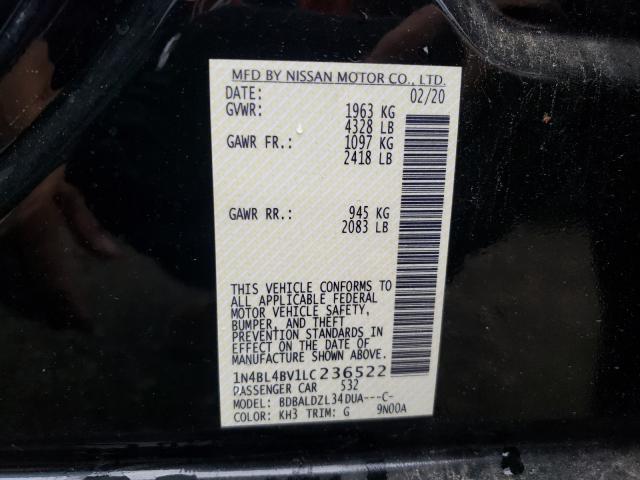 MFD BY NISSAN MOTOR CO., LTD.
DATE: 02/20
GVWR: 1963 KG
4328 LB
GAWR FR.: 1097 KG
2418 LB
GAWR RR.: 945 KG
2083 LB
THIS VEHICLE CONFORMS TO
ALL APPLICABLE FEDERAL
MOTOR VEHICLE SAFETY,
BUMPER, AND THEFT
PREVENTION STANDARDS IN
EFFECT ON THE DATE OF
MANUFACTURE SHOWN ABOVE.
1N4BL4BV1LC236522
PASSENGER CAR 532
MODEL: BDBALDZL34DUA---C-
COLOR: KH3 TRIM: G 9N00A